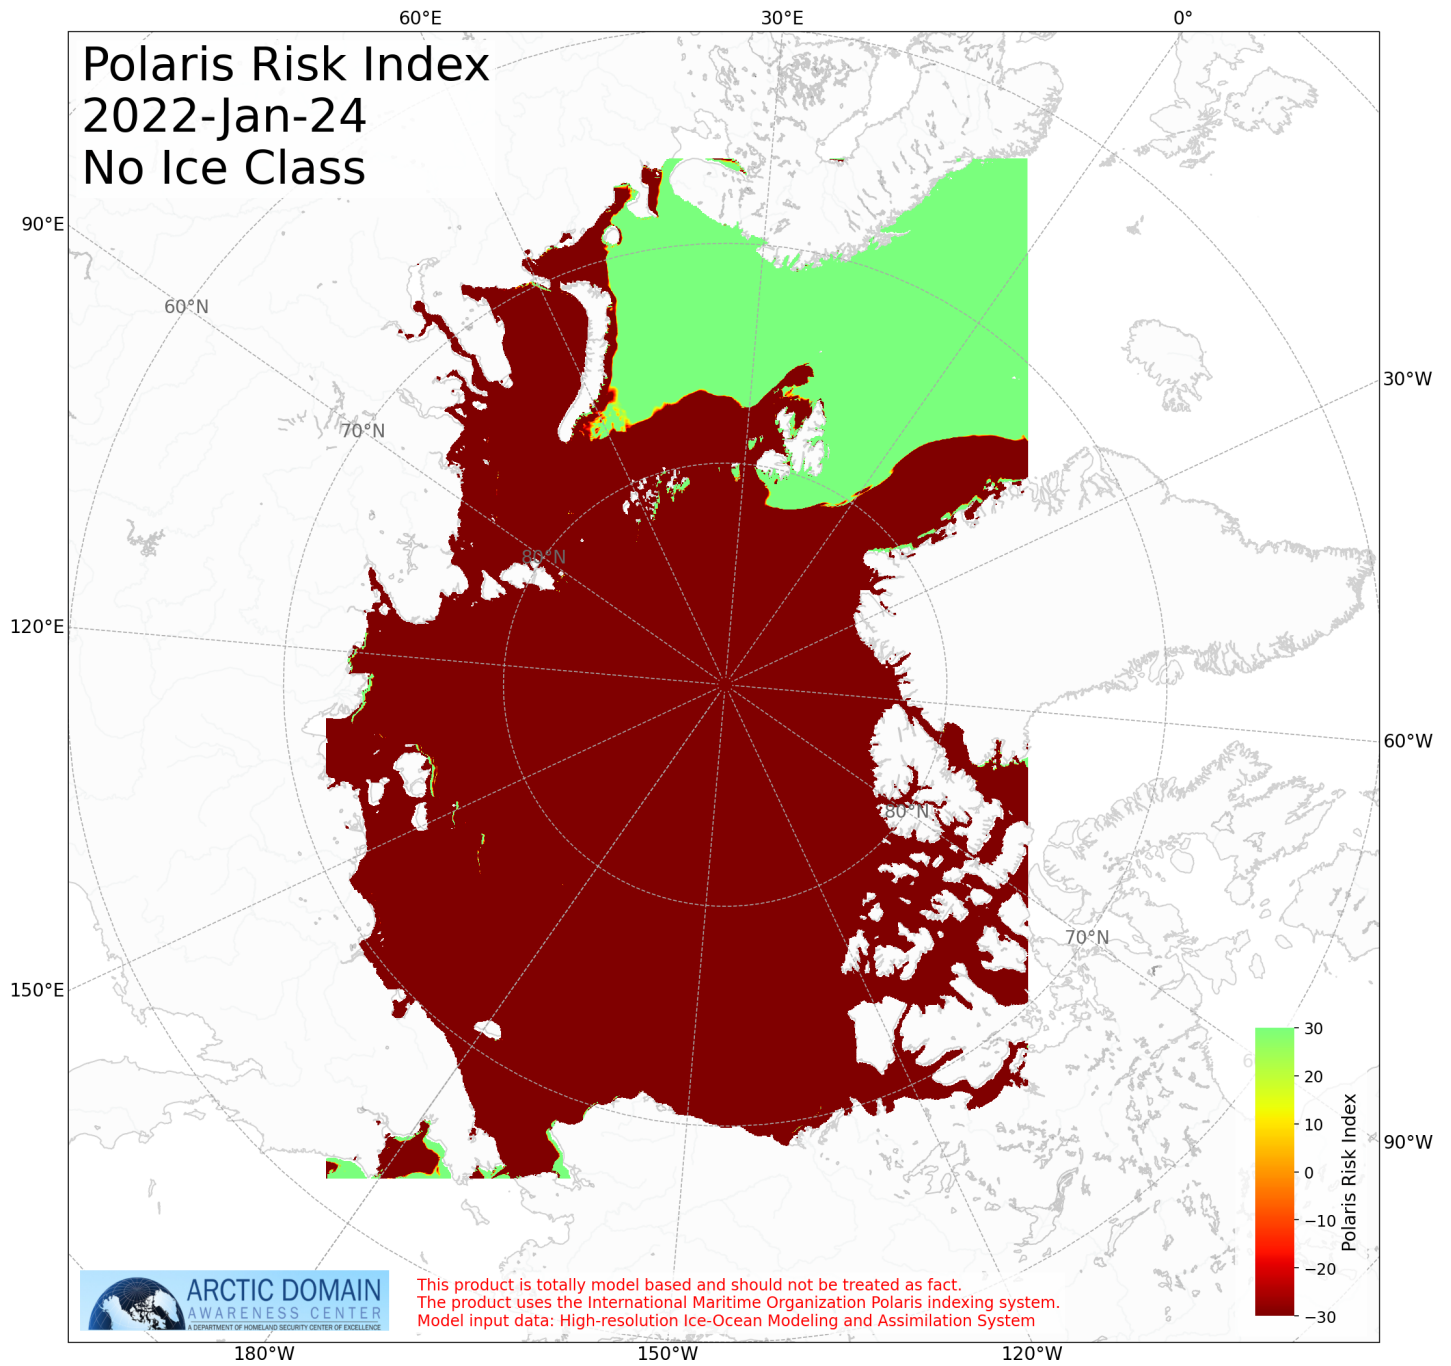 60°E 30°E 0°
Polaris Risk Index
2022-Jan-24
No Ice Class
90°E
60°N
30°W
70°N
80°N
120°E
60°W
80°N
70°N
150°E
30
20
10
0
−10
−20
−30
Polaris Risk Index
90°W
ARCTIC DOMAIN
AWARENESS CENTER
A DEPARTMENT OF HOMELAND SECURITY CENTER OF EXCELLENCE
This product is totally model based and should not be treated as fact.
The product uses the International Maritime Organization Polaris indexing system.
Model input data: High-resolution Ice-Ocean Modeling and Assimilation System
180°W 150°W 120°W